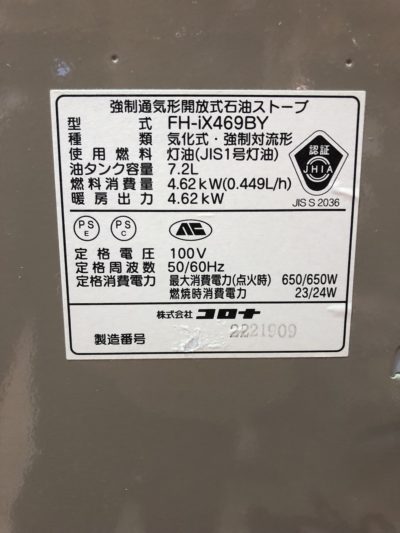 強制通気形開放式石油ストーブ
型式 FH-iX469BY
種類 気化式・強制対流形
使用燃料 灯油(JIS1号灯油)
油タンク容量 7.2L
燃料消費量 4.62kW(0.449L/h)
暖房出力 4.62kW
認証
JHIA
JIS S 2036
PS E
PS C
定格電圧 100V
定格周波数 50/60Hz
定格消費電力 最大消費電力(点火時) 650/650W
燃焼時消費電力 23/24W
株式会社 コロナ
製造番号 2221909